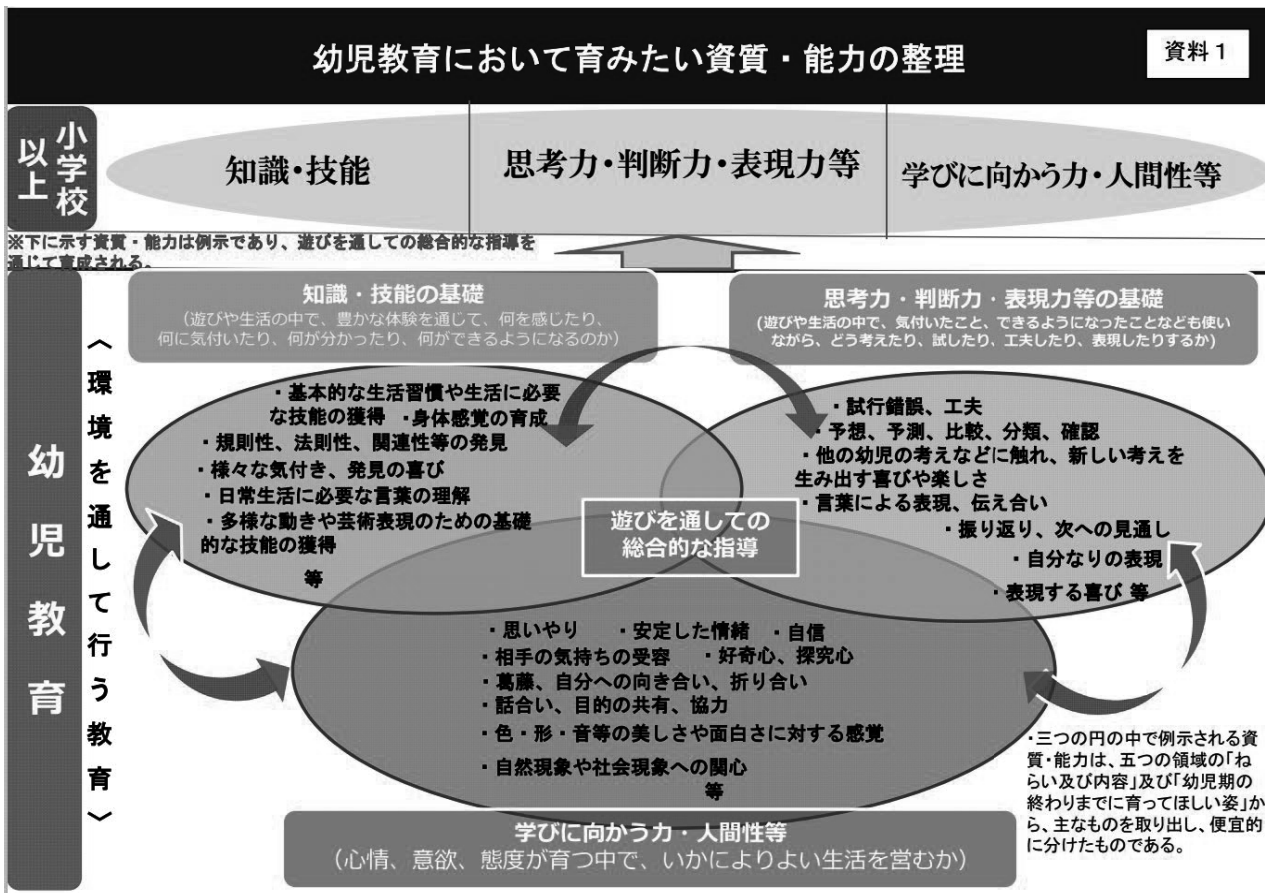 幼児教育において育みたい資質・能力の整理
資料1
小学校
以上
知識・技能
思考力・判断力・表現力等
学びに向かう力・人間性等
※下に示す資質・能力は例示であり、遊びを通しての総合的な指導を
通じて育成される。
幼児教育
〈環境を通して行う教育〉
知識・技能の基礎
(遊びや生活の中で、豊かな体験を通じて、何を感じたり、
何に気付いたり、何が分かったり、何ができるようになるのか)
思考力・判断力・表現力等の基礎
(遊びや生活の中で、気付いたこと、できるようになったことなども使い
ながら、どう考えたり、試したり、工夫したり、表現したりするか)
・基本的な生活習慣や生活に必要
な技能の獲得 ・身体感覚の育成
・規則性、法則性、関連性等の発見
・様々な気付き、発見の喜び
・日常生活に必要な言葉の理解
・多様な動きや芸術表現のための基礎
的な技能の獲得
等
・試行錯誤、工夫
・予想、予測、比較、分類、確認
・他の幼児の考えなどに触れ、新しい考えを
生み出す喜びや楽しさ
・言葉による表現、伝え合い
・振り返り、次への見通し
・自分なりの表現
・表現する喜び 等
遊びを通しての
総合的な指導
・思いやり ・安定した情緒 ・自信
・相手の気持ちの受容 ・好奇心、探究心
・葛藤、自分への向き合い、折り合い
・話合い、目的の共有、協力
・色・形・音等の美しさや面白さに対する感覚
・自然現象や社会現象への関心
等
学びに向かう力・人間性等
(心情、意欲、態度が育つ中で、いかによりよい生活を営むか)
・三つの円の中で例示される資
質・能力は、五つの領域の「ね
らい及び内容」及び「幼児期の
終わりまでに育ってほしい姿」か
ら、主なものを取り出し、便宜的
に分けたものである。